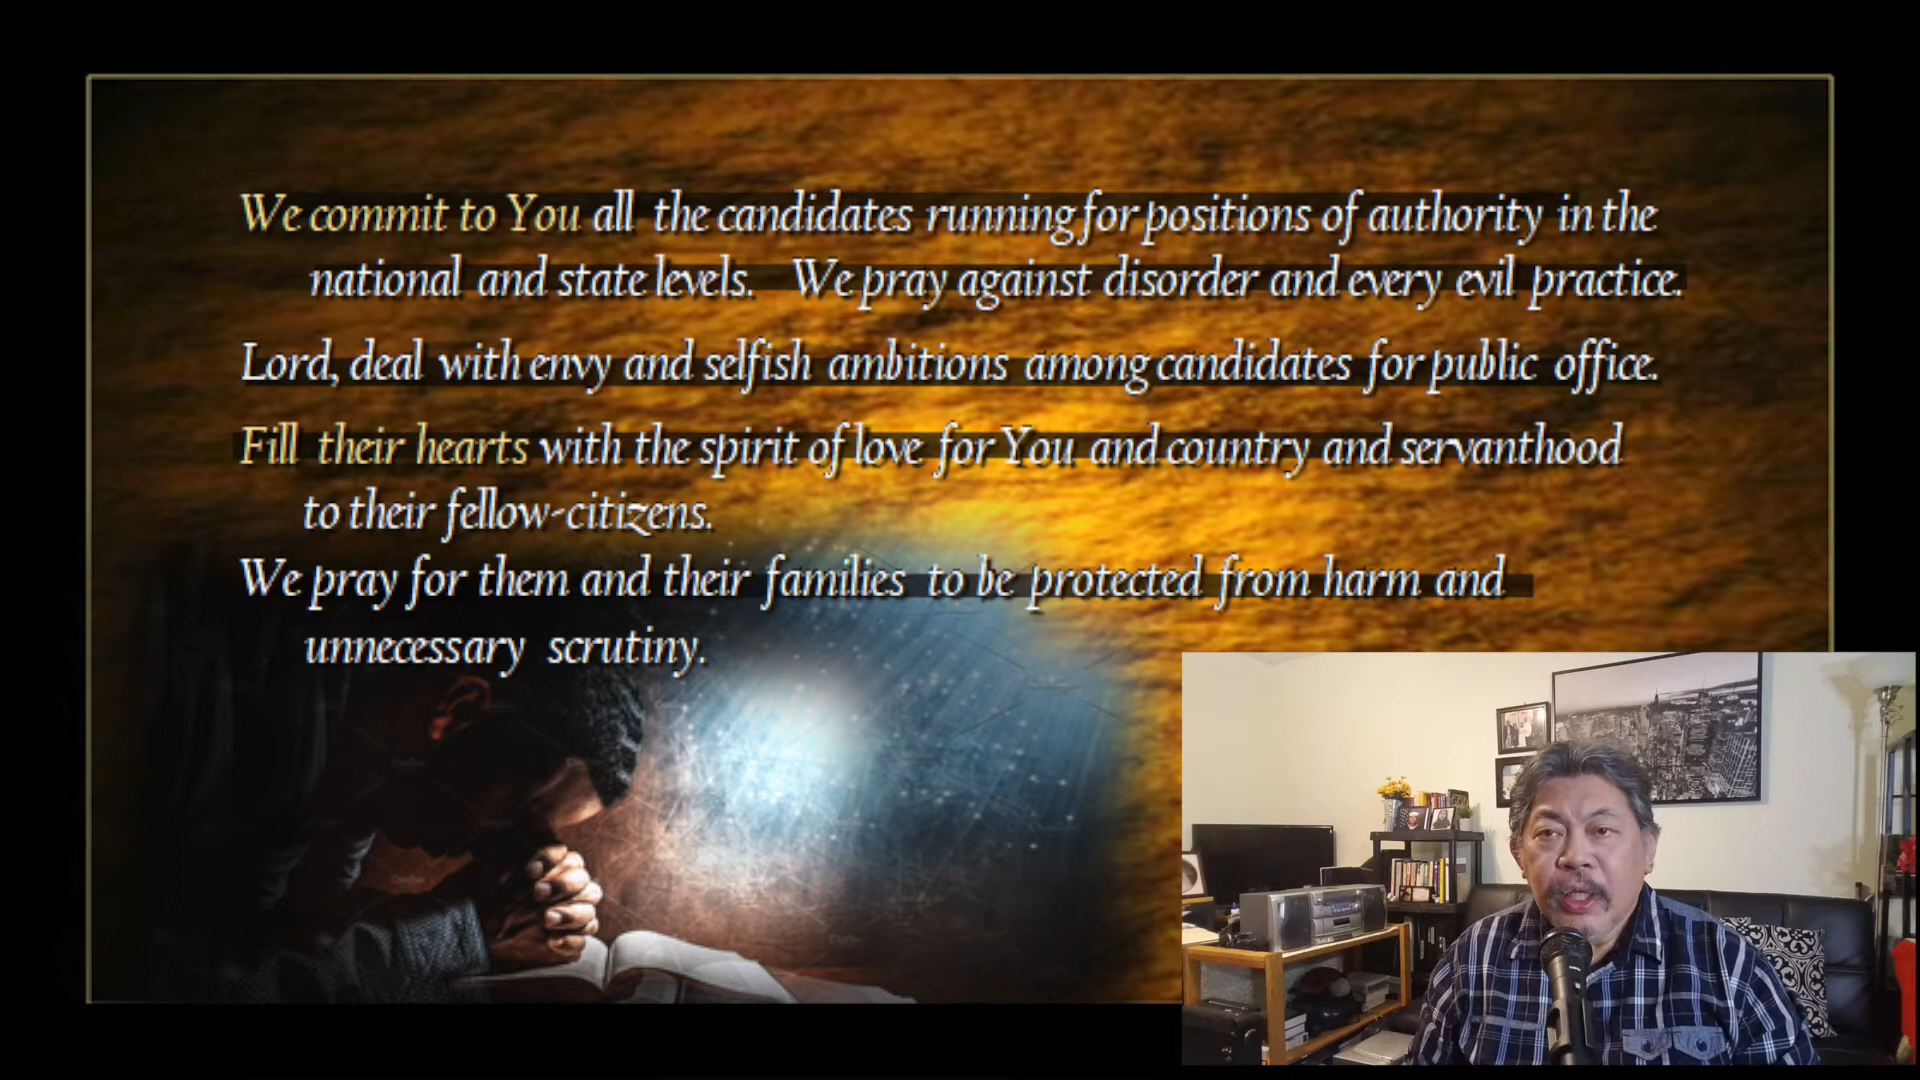 We commit to You all the candidates running for positions of authority in the
national and state levels. We pray against disorder and every evil practice.
Lord, deal with envy and selfish ambitions among candidates for public office.
Fill their hearts with the spirit of love for You and country and servanthood
to their fellow-citizens.
We pray for them and their families to be protected from harm and
unnecessary scrutiny.